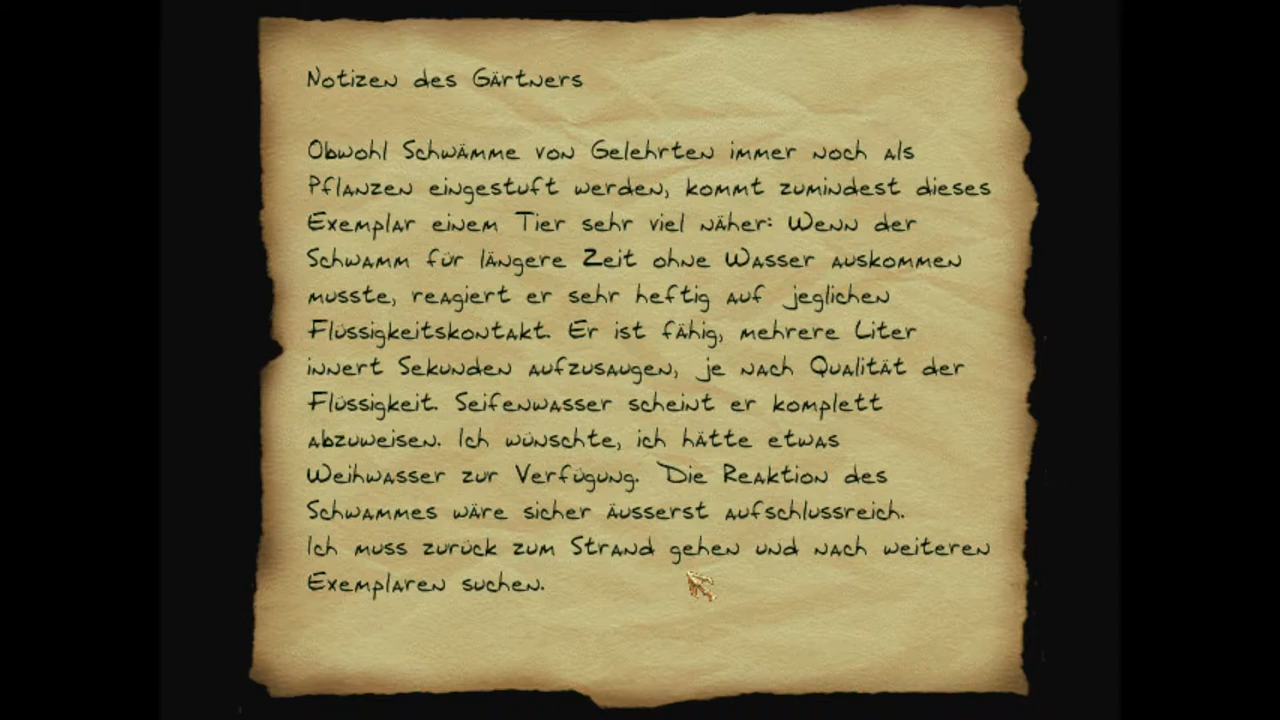 Notizen des Gärtners
Obwohl Schwämme von Gelehrten immer noch als
Pflanzen eingestuft werden, kommt zumindest dieses
Exemplar einem Tier sehr viel näher: Wenn der
Schwamm für längere Zeit ohne Wasser auskommen
musste, reagiert er sehr heftig auf jeglichen
Flüssigkeitskontakt. Er ist fähig, mehrere Liter
innert Sekunden aufzusaugen, je nach Qualität der
Flüssigkeit. Seifenwasser scheint er komplett
abzuweisen. Ich wünschte, ich hätte etwas
Weihwasser zur Verfügung. Die Reaktion des
Schwammes wäre sicher äusserst aufschlussreich.
Ich muss zurück zum Strand gehen und nach weiteren
Exemplaren suchen.